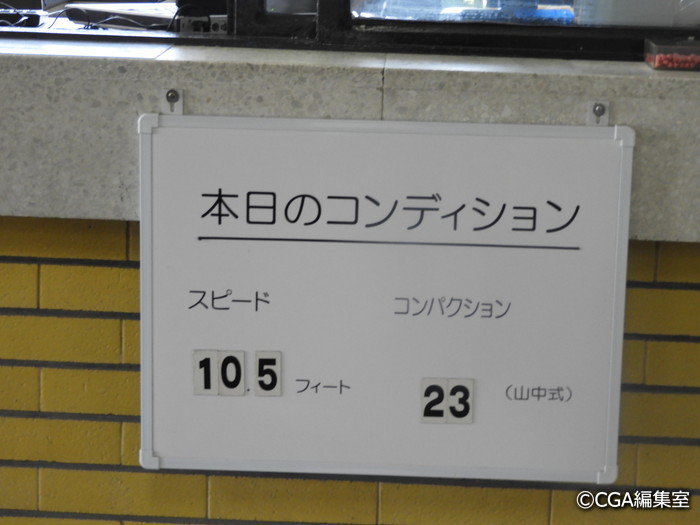 本日のコンディション
スピード
コンパクション
10.5 フィート
23 (山中式)
©CGA編集室